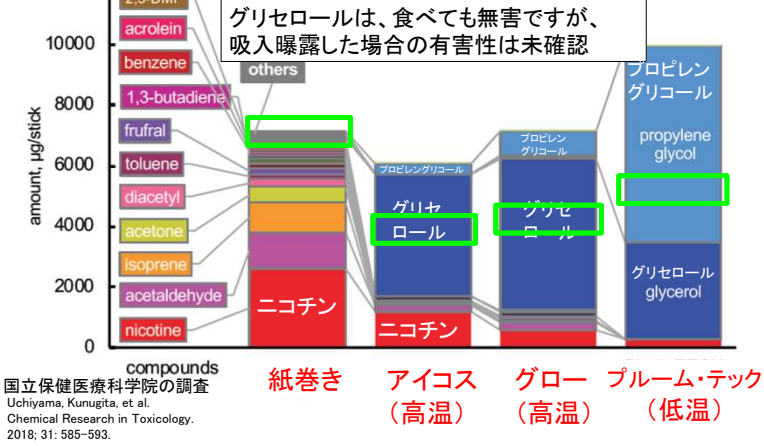 グリセロールは、食べても無害ですが、
吸入曝露した場合の有害性は未確認
2,5-DMF
acrolein
benzene
1,3-butadiene
frufral
toluene
diacetyl
acetone
isoprene
acetaldehyde
nicotine
others
amount, μg/stick
10000
8000
6000
4000
2000
0
ニコチン
プロピレングリコール
グリセ
ロール
ニコチン
プロピレン
グリコール
グリセ
ロール
プロピレン
グリコール
propylene
glycol
グリセロール
glycerol
compounds
紙巻き
アイコス
(高温)
グロー
(高温)
プルーム・テック
(低温)
国立保健医療科学院の調査
Uchiyama, Kunugita, et al.
Chemical Research in Toxicology.
2018; 31: 585-593.